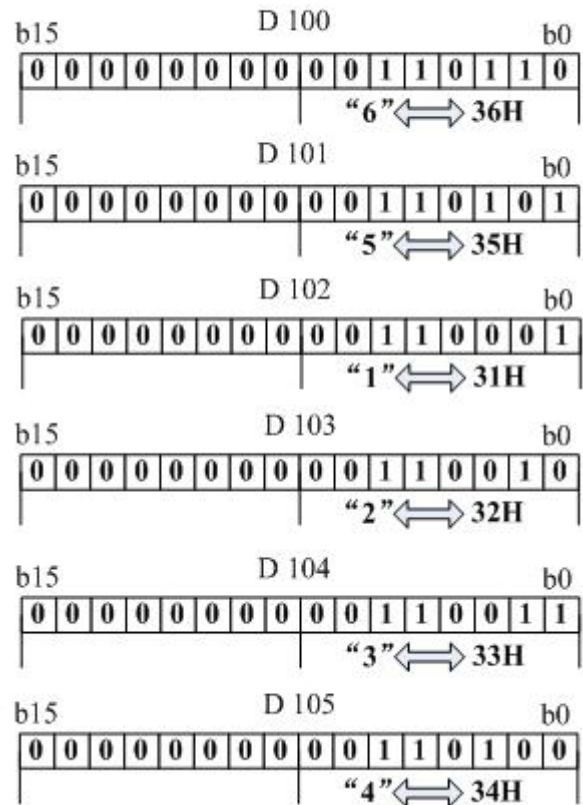 D 100
b15 b0
0 0 0 0 0 0 0 0 0 0 1 1 0 1 1 0
“6” 36H
D 101
b15 b0
0 0 0 0 0 0 0 0 0 0 1 1 0 1 0 1
“5” 35H
D 102
b15 b0
0 0 0 0 0 0 0 0 0 0 1 1 0 0 0 1
“1” 31H
D 103
b15 b0
0 0 0 0 0 0 0 0 0 0 1 1 0 0 1 0
“2” 32H
D 104
b15 b0
0 0 0 0 0 0 0 0 0 0 1 1 0 0 1 1
“3” 33H
D 105
b15 b0
0 0 0 0 0 0 0 0 0 0 1 1 0 1 0 0
“4” 34H